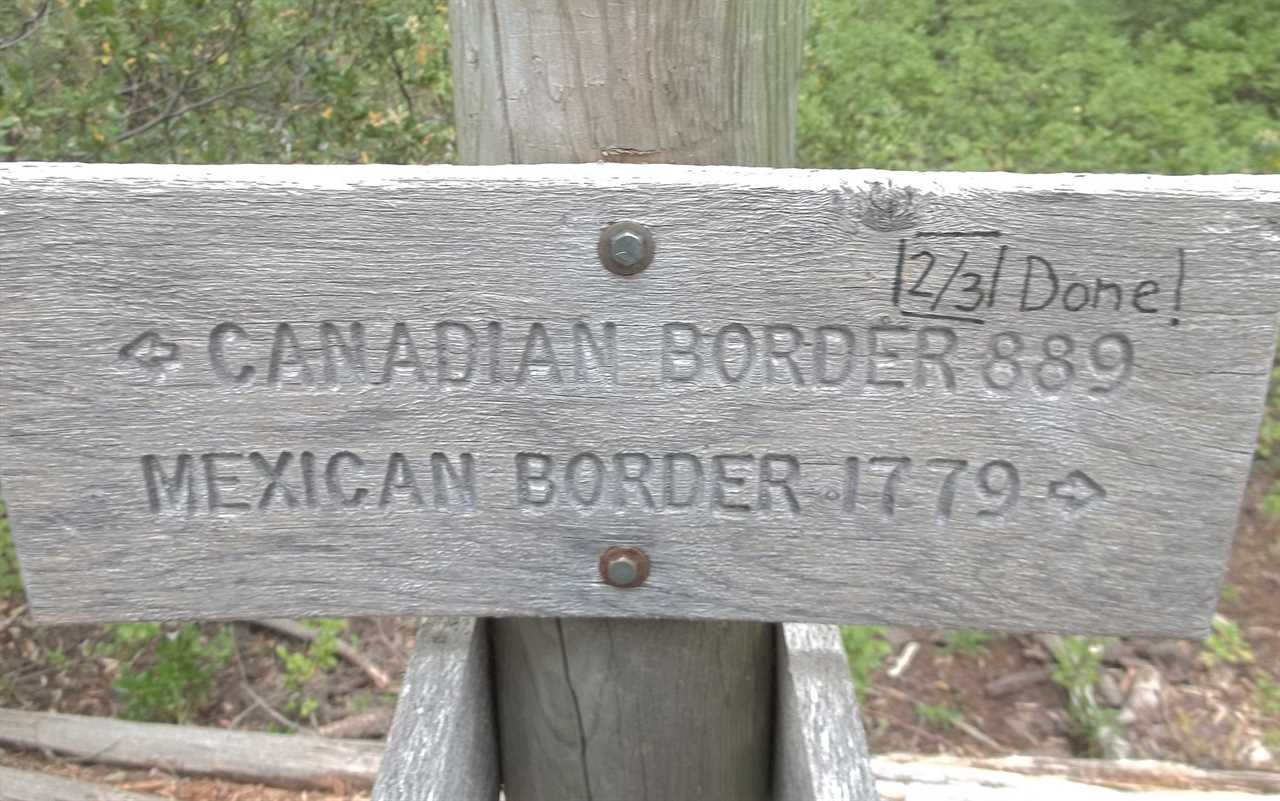 |2/3| Done!
⇦ CANADIAN BORDER 889
MEXICAN BORDER 1779 ⇨